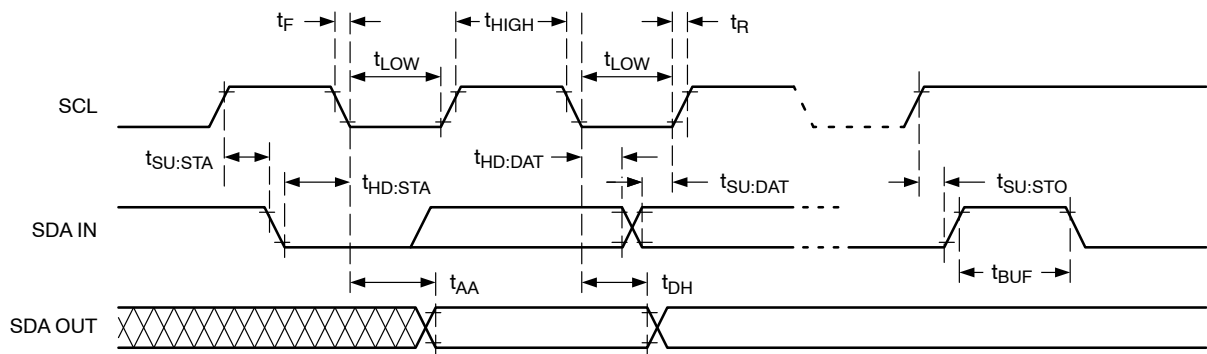 tF
tHIGH
tR
tLOW
tLOW
SCL
tSU:STA
tHD:STA
tHD:DAT
tSU:DAT
tSU:STO
SDA IN
tBUF
tAA
tDH
SDA OUT